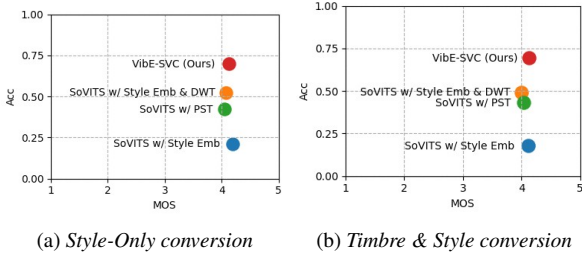 1.00
0.75
0.50
0.25
0.00
Acc
VibE-SVC (Ours)
SoVITS w/ Style Emb & DWT
SoVITS w/ PST
SoVITS w/ Style Emb
1 2 3 4 5
MOS
(a) Style-Only conversion
1.00
0.75
0.50
0.25
0.00
Acc
VibE-SVC (Ours)
SoVITS w/ Style Emb & DWT
SoVITS w/ PST
SoVITS w/ Style Emb
1 2 3 4 5
MOS
(b) Timbre & Style conversion